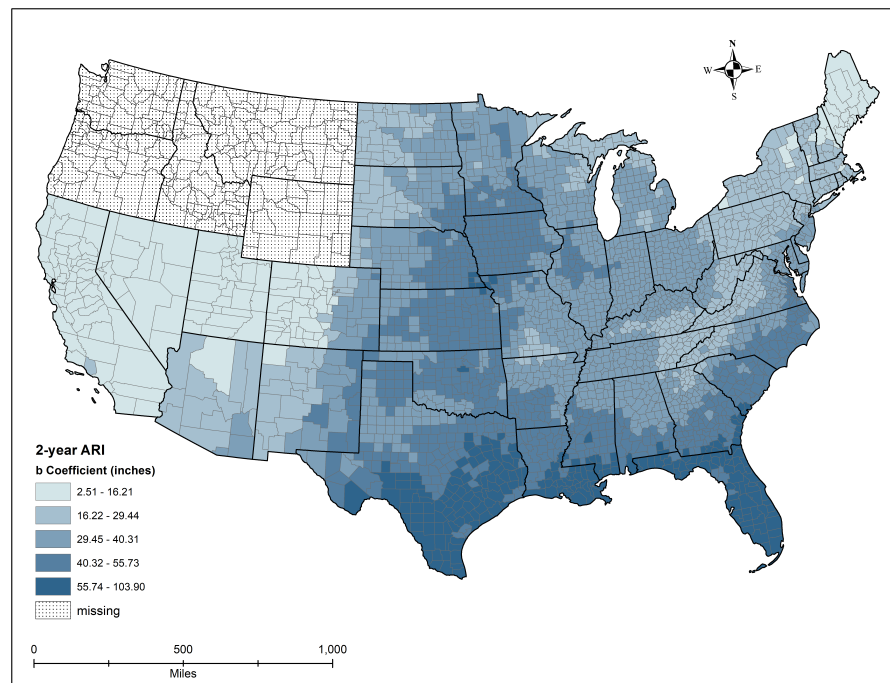 N
W E
S
2-year ARI
b Coefficient (inches)
2.51 - 16.21
16.22 - 29.44
29.45 - 40.31
40.32 - 55.73
55.74 - 103.90
missing
0 500 1,000
Miles